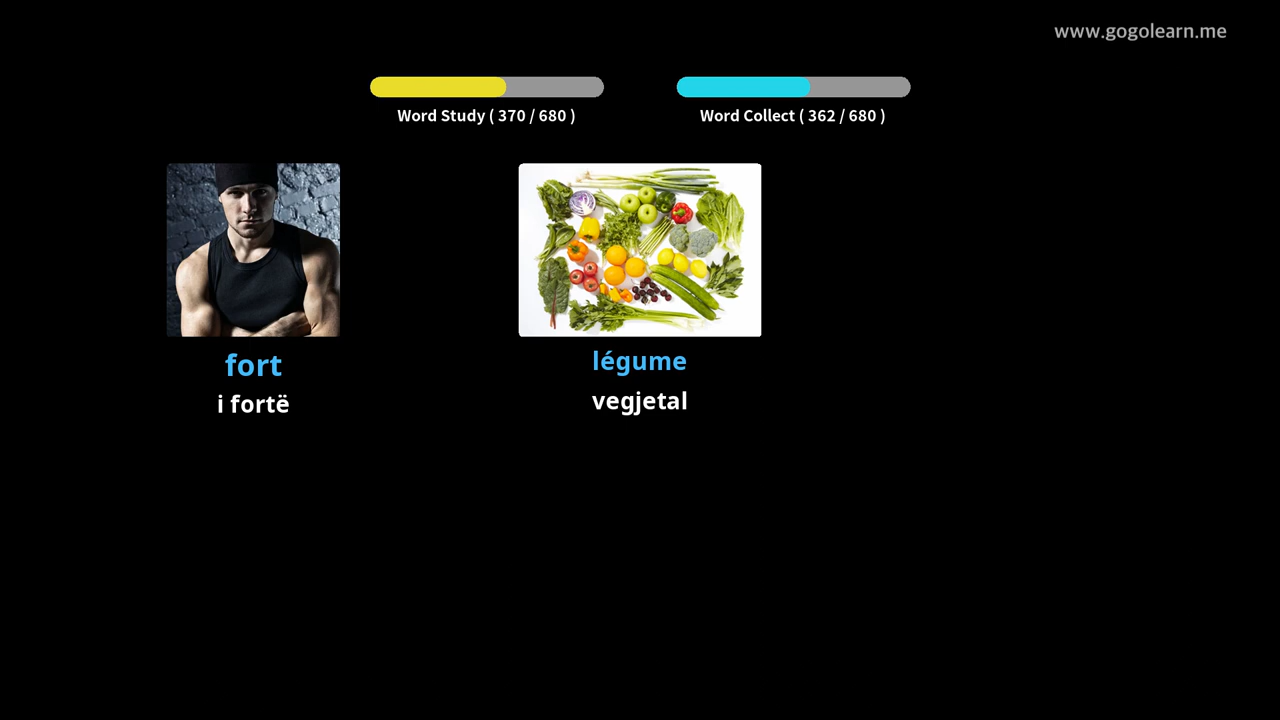 www.gogolearn.me
Word Study ( 370 / 680 )
Word Collect ( 362 / 680 )
fort
i fortë
légume
vegjetal